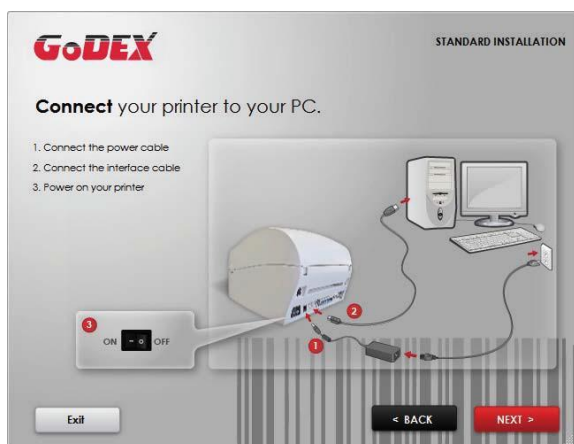 GoDEX
STANDARD INSTALLATION
Connect your printer to your PC.
1. Connect the power cable
2. Connect the interface cable
3. Power on your printer
2
1
3
ON - o OFF
Exit
< BACK
NEXT >